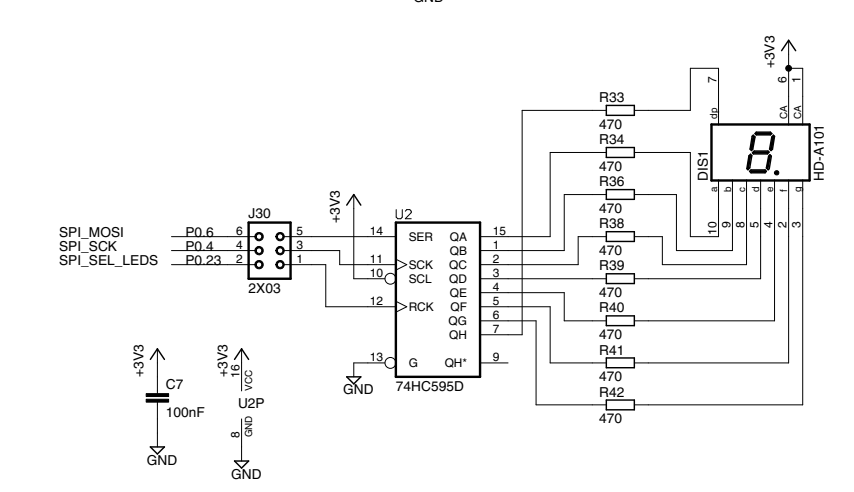 GND
+3V3
7
6
1
dp
CA
CA
R33
470
R34
470
R36
470
R38
470
R39
470
R40
470
R41
470
R42
470
DIS1
8.
HD-A101
a
b
c
d
e
f
g
10
9
8
5
4
2
3
J30
SPI_MOSI P0.6 6 5
SPI_SCK P0.4 4 3
SPI_SEL_LEDS P0.23 2 1
2X03
+3V3
U2
14 SER QA 15
QB 1
11 SCK QC 2
10 SCL QD 3
QE 4
12 RCK QF 5
QG 6
QH 7
13 G QH* 9
GND
74HC595D
+3V3
C7
100nF
GND
+3V3
16
VCC
U2P
8
GND
GND